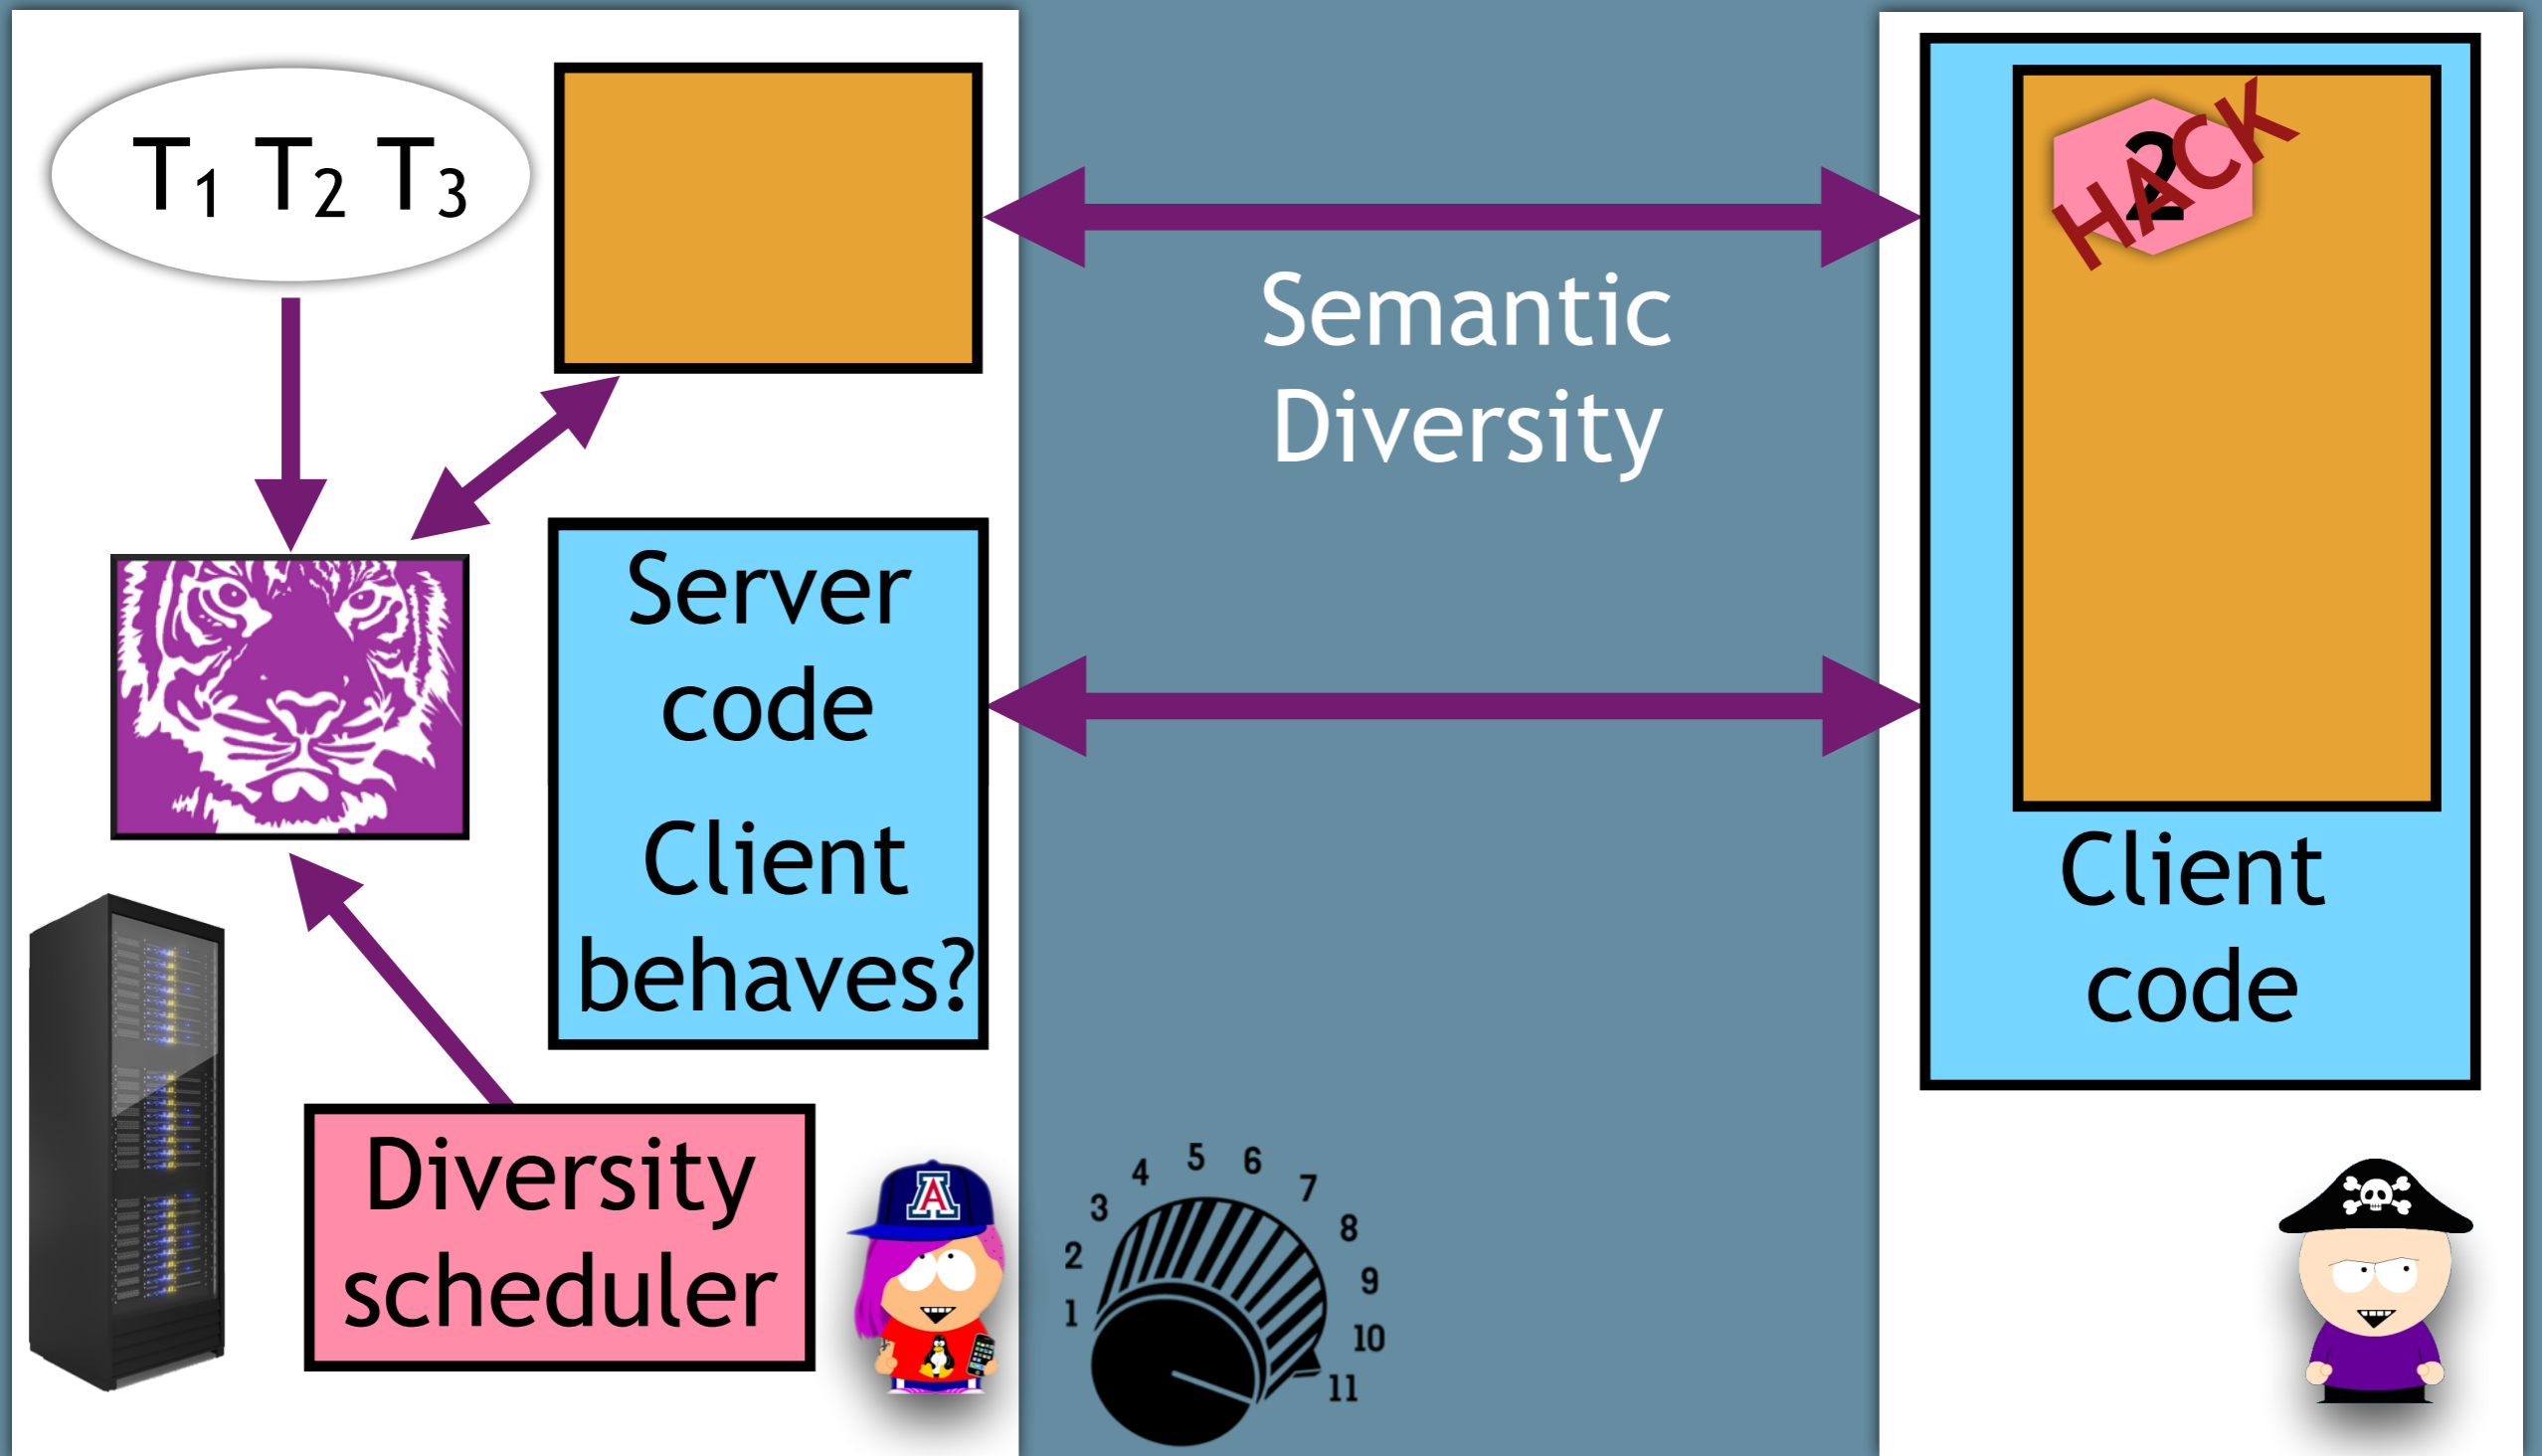 T1 T2 T3
Semantic
Diversity
2
HACK
Server
code
Client
behaves?
Client
code
Diversity
scheduler
A
1
2
3
4
5
6
7
8
9
10
11